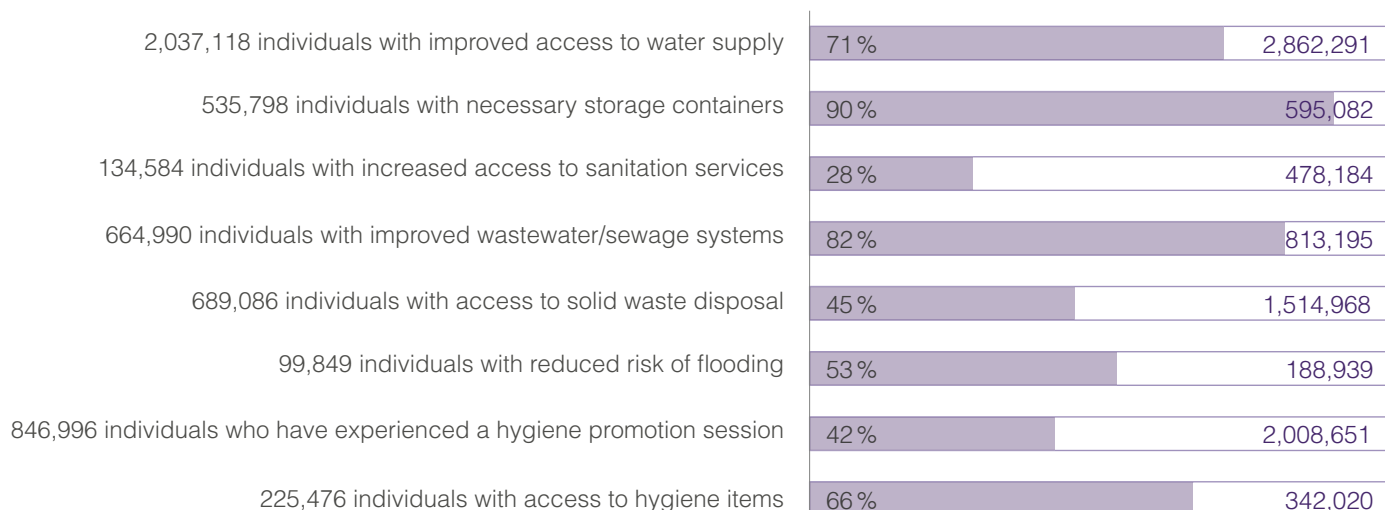 2,037,118 individuals with improved access to water supply 71 % 2,862,291
535,798 individuals with necessary storage containers 90 % 595,082
134,584 individuals with increased access to sanitation services 28 % 478,184
664,990 individuals with improved wastewater/sewage systems 82 % 813,195
689,086 individuals with access to solid waste disposal 45 % 1,514,968
99,849 individuals with reduced risk of flooding 53 % 188,939
846,996 individuals who have experienced a hygiene promotion session 42 % 2,008,651
225,476 individuals with access to hygiene items 66 % 342,020